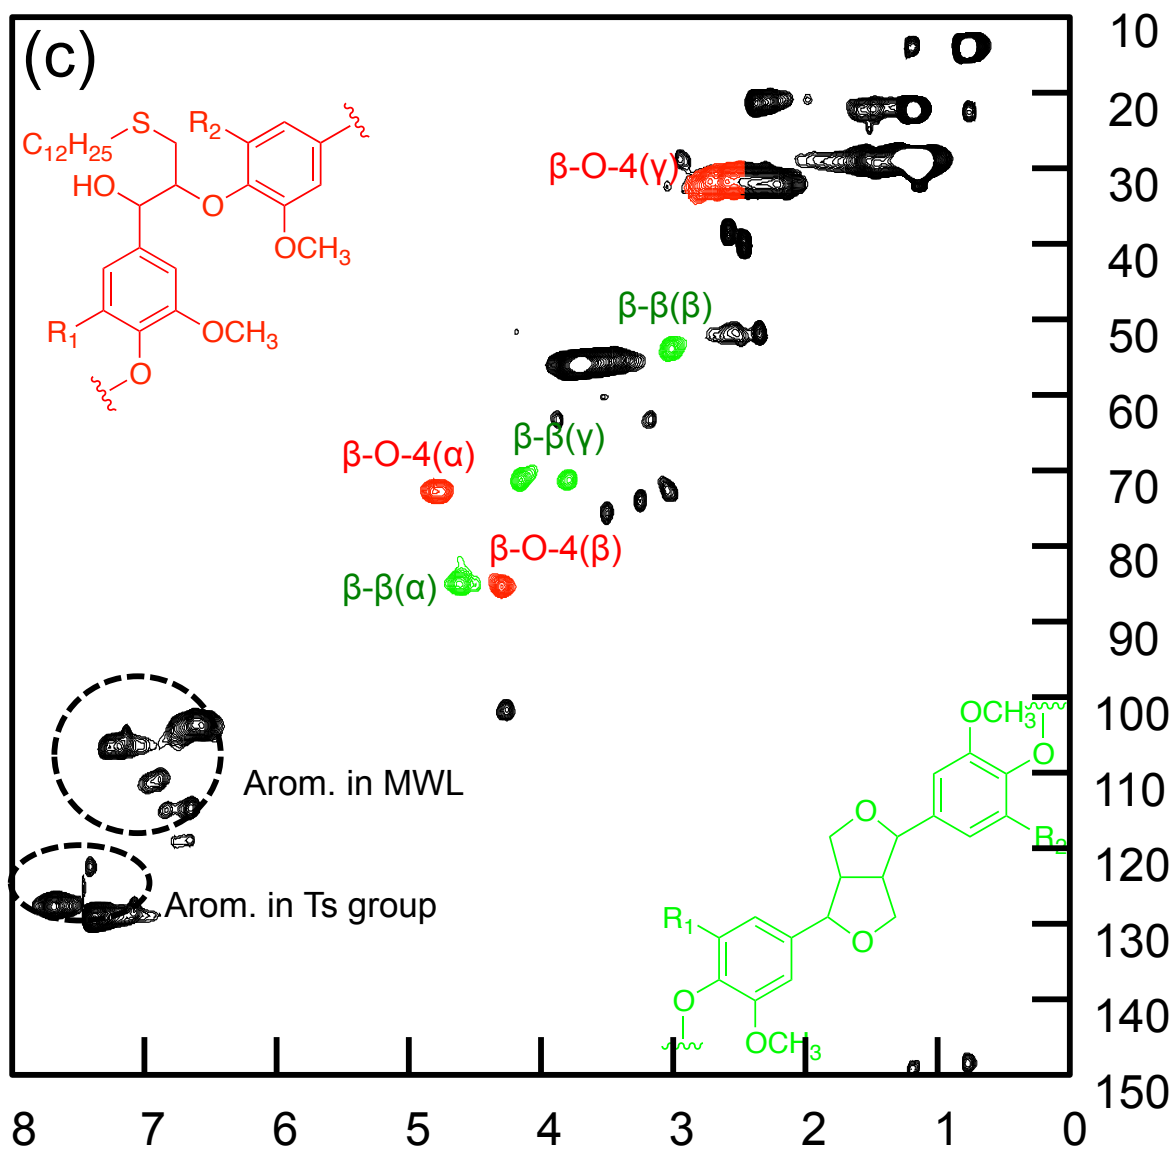 (c)
S
R2
C12H25
HO
O
OCH3
R1
OCH3
O
β-O-4(γ)
β-β(β)
β-O-4(α)
β-β(γ)
β-O-4(β)
β-β(α)
Arom. in MWL
Arom. in Ts group
OCH3
O
O
R2
R1
O
O
OCH3
10
20
30
40
50
60
70
80
90
100
110
120
130
140
150
8 7 6 5 4 3 2 1 0